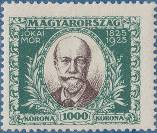 MAGYARORSZÁG
JÓKAI MÓR
1825
1925
KORONA 1000 KORONA